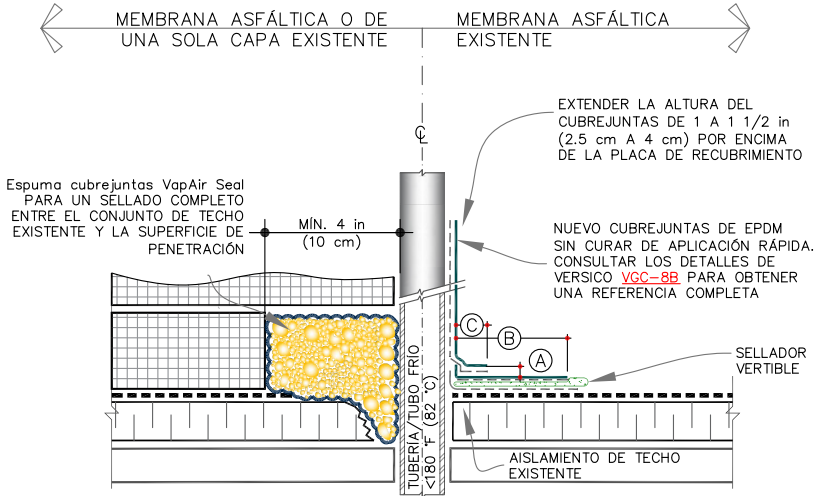 MEMBRANA ASFÁLTICA O DE
UNA SOLA CAPA EXISTENTE
MEMBRANA ASFÁLTICA
EXISTENTE
EXTENDER LA ALTURA DEL
CUBREJUNTAS DE 1 A 1 1/2 in
(2.5 cm A 4 cm) POR ENCIMA
DE LA PLACA DE RECUBRIMIENTO
℄
Espuma cubrejuntas VapAir Seal
PARA UN SELLADO COMPLETO
ENTRE EL CONJUNTO DE TECHO
EXISTENTE Y LA SUPERFICIE DE
PENETRACIÓN
MÍN. 4 in
(10 cm)
NUEVO CUBREJUNTAS DE EPDM
SIN CURAR DE APLICACIÓN RÁPIDA.
CONSULTAR LOS DETALLES DE
VERSICO VGC-8B PARA OBTENER
UNA REFERENCIA COMPLETA
C
B
A
SELLADOR
VERTIBLE
TUBERÍA/TUBO FRÍO
<180 °F (82 °C)
AISLAMIENTO DE TECHO
EXISTENTE